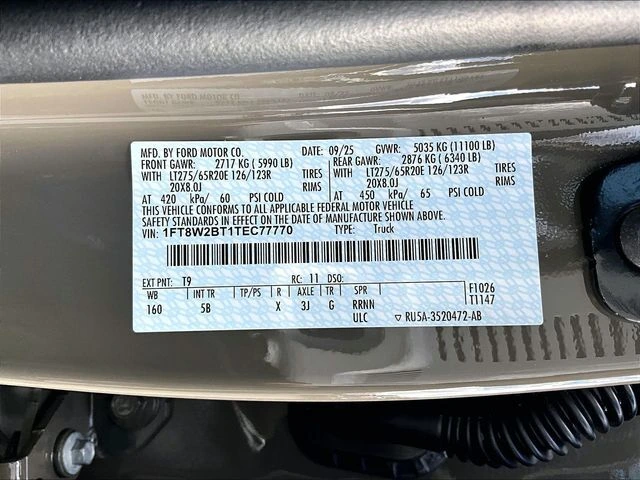 MFD. BY FORD MOTOR CO. DATE: 09/25 GVWR: 5035 KG (11100 LB)
FRONT GAWR: 2717 KG ( 5990 LB) REAR GAWR: 2876 KG ( 6340 LB)
WITH LT275/65R20E 126/123R TIRES WITH LT275/65R20E 126/123R TIRES
20X8.0J RIMS 20X8.0J RIMS
AT 420 kPa/ 60 PSI COLD AT 450 kPa/ 65 PSI COLD
THIS VEHICLE CONFORMS TO ALL APPLICABLE FEDERAL MOTOR VEHICLE
SAFETY STANDARDS IN EFFECT ON THE DATE OF MANUFACTURE SHOWN ABOVE.
VIN: 1FT8W2BT1TEC77770 TYPE: Truck
EXT PNT: T9 RC: 11 DSO: F1026
WB INT TR TP/PS R AXLE TR SPR T1147
160 5B X 3J G RRNN
ULC RU5A-3520472-AB